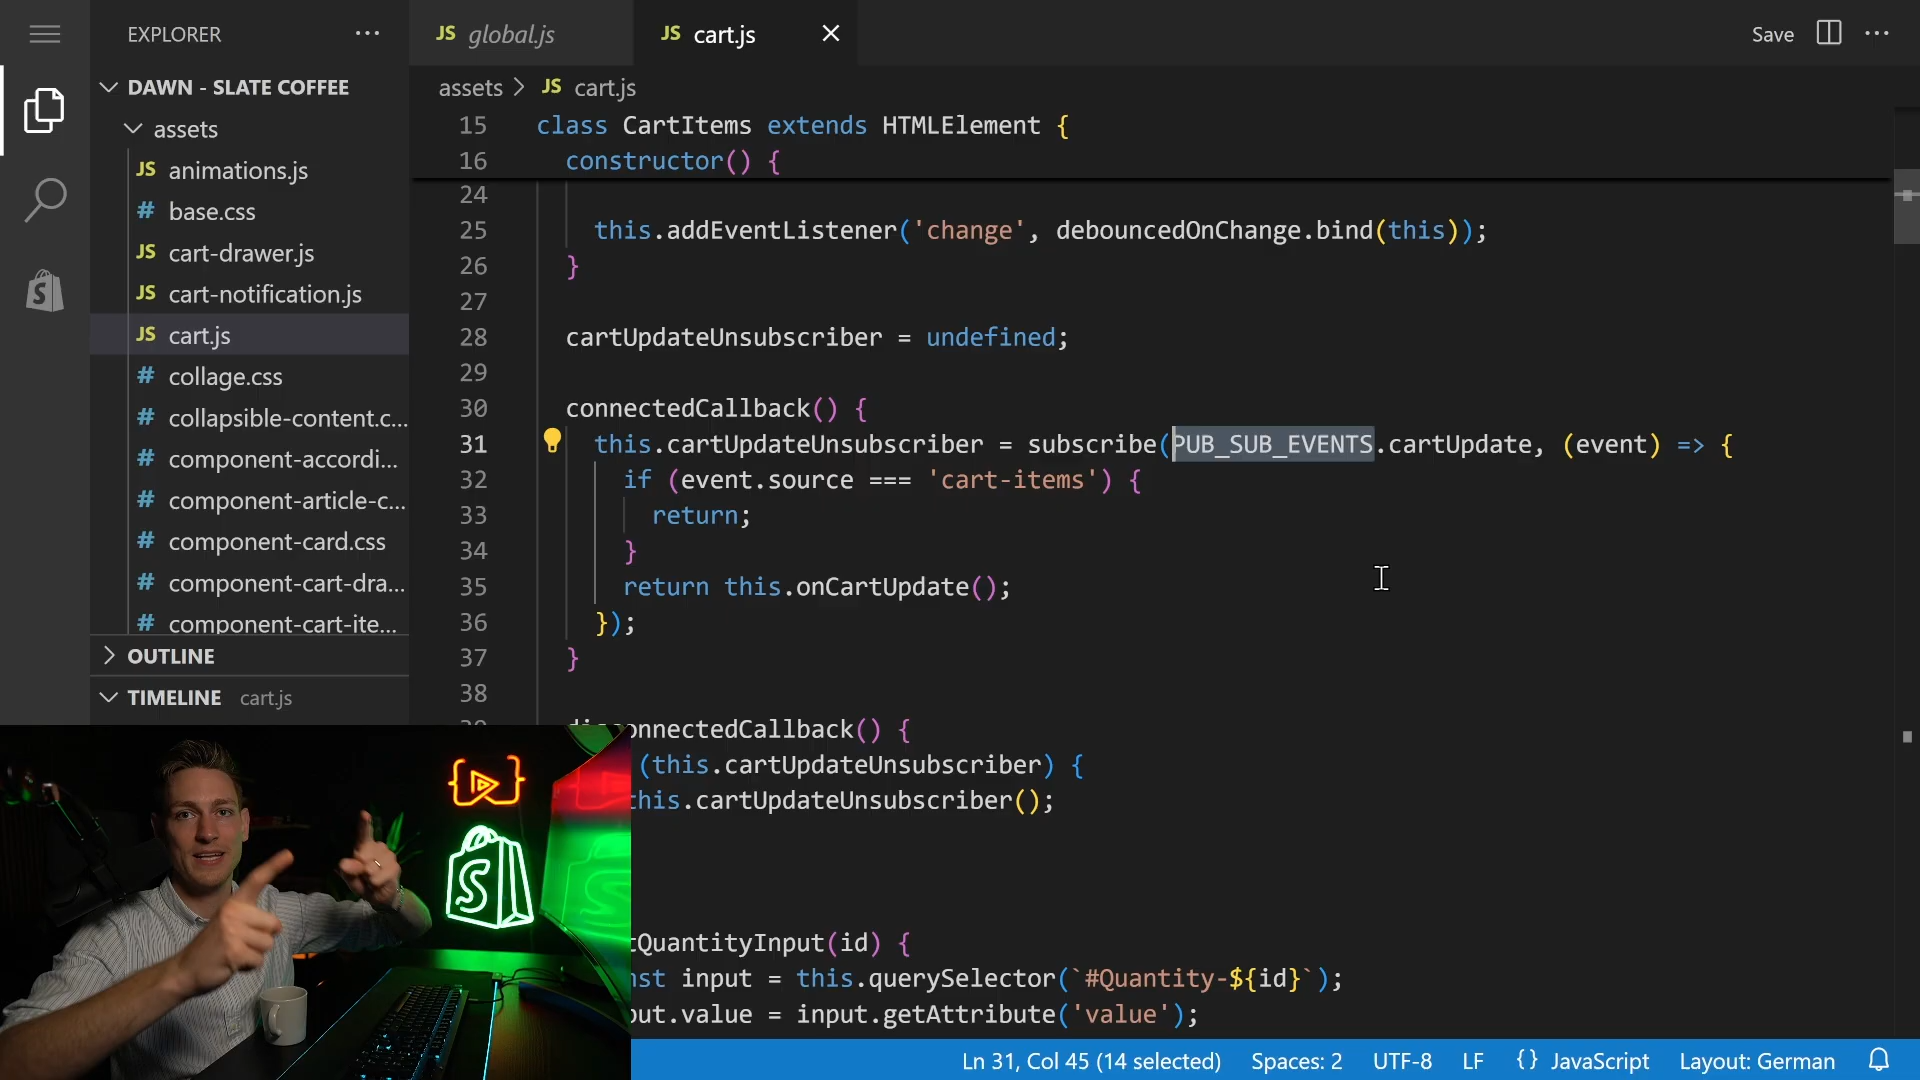 EXPLORER
DAWN - SLATE COFFEE
assets
JS animations.js
# base.css
JS cart-drawer.js
JS cart-notification.js
JS cart.js
# collage.css
# collapsible-content.c...
# component-accordi...
# component-article-c...
# component-card.css
# component-cart-dra...
# component-cart-ite...
OUTLINE
TIMELINE cart.js
JS global.js
JS cart.js
Save
assets > JS cart.js
15 class CartItems extends HTMLElement {
16 constructor() {
24
25 this.addEventListener('change', debouncedOnChange.bind(this));
26 }
27
28 cartUpdateUnsubscriber = undefined;
29
30 connectedCallback() {
31 this.cartUpdateUnsubscriber = subscribe(PUB_SUB_EVENTS.cartUpdate, (event) => {
32 if (event.source === 'cart-items') {
33 return;
34 }
35 return this.onCartUpdate();
36 });
37 }
38
nnectedCallback() {
(this.cartUpdateUnsubscriber) {
this.cartUpdateUnsubscriber();
tQuantityInput(id) {
nst input = this.querySelector(`#Quantity-${id}`);
put.value = input.getAttribute('value');
S
Ln 31, Col 45 (14 selected) Spaces: 2 UTF-8 LF {} JavaScript Layout: German